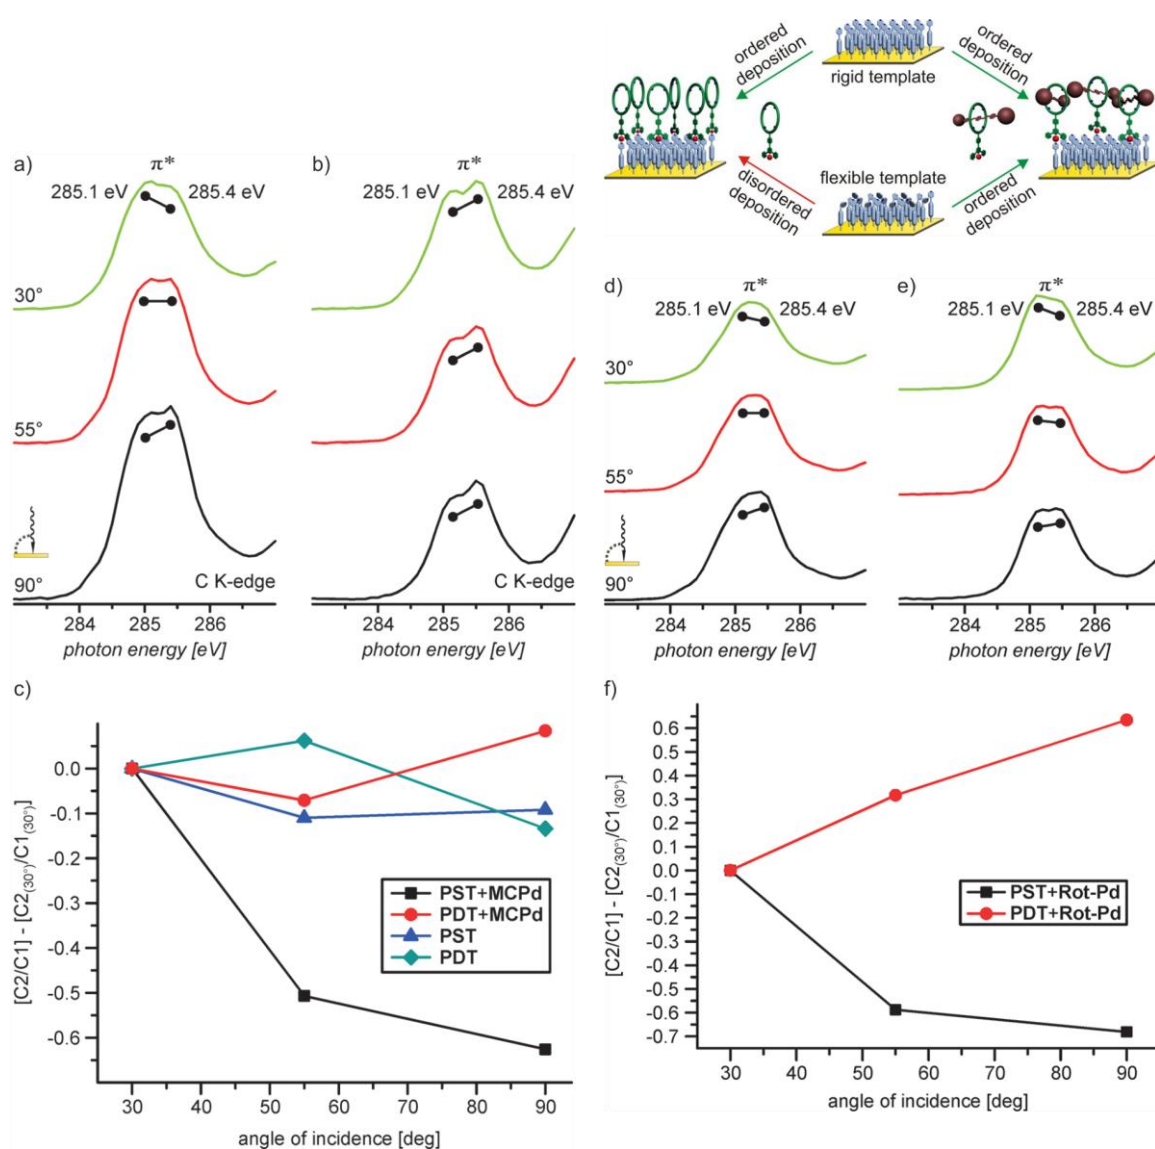 ordered
deposition
rigid template
ordered
deposition
disordered
deposition
flexible template
ordered
deposition
a)
π*
285.1 eV
285.4 eV
30°
55°
90°
C K-edge
284
285
286
photon energy [eV]
b)
π*
285.1 eV
285.4 eV
C K-edge
284
285
286
photon energy [eV]
d)
π*
285.1 eV
285.4 eV
30°
55°
90°
284
285
286
photon energy [eV]
e)
π*
285.1 eV
285.4 eV
284
285
286
photon energy [eV]
c)
[C2/C1] - [C2(30°)/C1(30°)]
0.0
-0.1
-0.2
-0.3
-0.4
-0.5
-0.6
PST+MCPd
PDT+MCPd
PST
PDT
30 40 50 60 70 80 90
angle of incidence [deg]
f)
[C2/C1] - [C2(30°)/C1(30°)]
0.6
0.5
0.4
0.3
0.2
0.1
0.0
-0.1
-0.2
-0.3
-0.4
-0.5
-0.6
-0.7
PST+Rot-Pd
PDT+Rot-Pd
30 40 50 60 70 80 90
angle of incidence [deg]